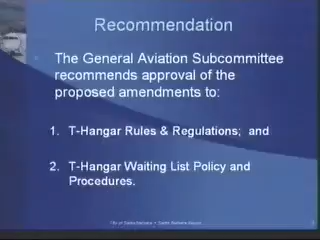 Recommendation
The General Aviation Subcommittee
recommends approval of the
proposed amendments to:
1. T-Hangar Rules & Regulations; and
2. T-Hangar Waiting List Policy and
Procedures.